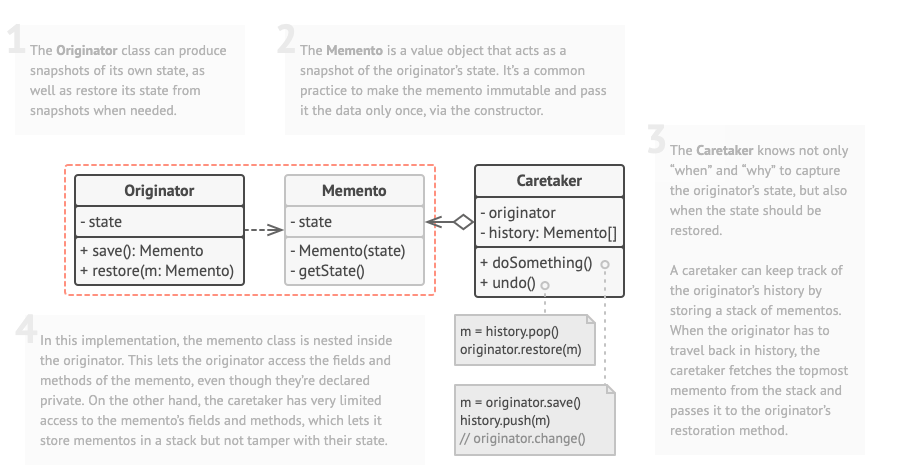 1
The Originator class can produce
snapshots of its own state, as
well as restore its state from
snapshots when needed.
2
The Memento is a value object that acts as a
snapshot of the originator's state. It's a common
practice to make the memento immutable and pass
it the data only once, via the constructor.
3
The Caretaker knows not only
“when” and “why” to capture
the originator's state, but also
when the state should be
restored.
A caretaker can keep track of
the originator's history by
storing a stack of mementos.
When the originator has to
travel back in history, the
caretaker fetches the topmost
memento from the stack and
passes it to the originator's
restoration method.
Originator
- state
+ save(): Memento
+ restore(m: Memento)
Memento
- state
- Memento(state)
- getState()
Caretaker
- originator
- history: Memento[]
+ doSomething()
+ undo()
m = history.pop()
originator.restore(m)
m = originator.save()
history.push(m)
// originator.change()
4
In this implementation, the memento class is nested inside
the originator. This lets the originator access the fields and
methods of the memento, even though they're declared
private. On the other hand, the caretaker has very limited
access to the memento's fields and methods, which lets it
store mementos in a stack but not tamper with their state.